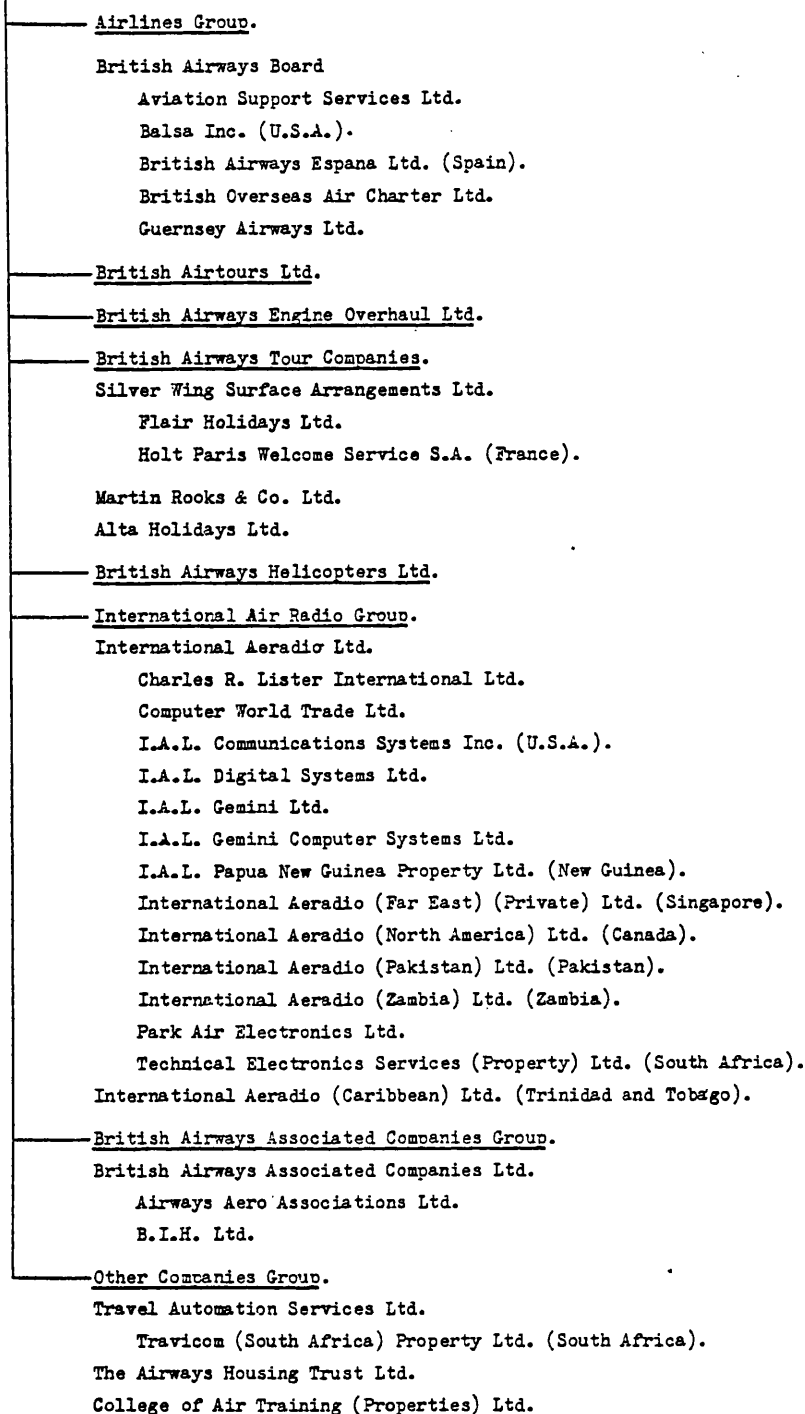 Airlines Group.
British Airways Board
Aviation Support Services Ltd.
Balsa Inc. (U.S.A.).
British Airways Espana Ltd. (Spain).
British Overseas Air Charter Ltd.
Guernsey Airways Ltd.
British Airtours Ltd.
British Airways Engine Overhaul Ltd.
British Airways Tour Companies.
Silver Wing Surface Arrangements Ltd.
Flair Holidays Ltd.
Holt Paris Welcome Service S.A. (France).
Martin Rooks & Co. Ltd.
Alta Holidays Ltd.
British Airways Helicopters Ltd.
International Air Radio Group.
International Aeradio Ltd.
Charles R. Lister International Ltd.
Computer World Trade Ltd.
I.A.L. Communications Systems Inc. (U.S.A.).
I.A.L. Digital Systems Ltd.
I.A.L. Gemini Ltd.
I.A.L. Gemini Computer Systems Ltd.
I.A.L. Papua New Guinea Property Ltd. (New Guinea).
International Aeradio (Far East) (Private) Ltd. (Singapore).
International Aeradio (North America) Ltd. (Canada).
International Aeradio (Pakistan) Ltd. (Pakistan).
International Aeradio (Zambia) Ltd. (Zambia).
Park Air Electronics Ltd.
Technical Electronics Services (Property) Ltd. (South Africa).
International Aeradio (Caribbean) Ltd. (Trinidad and Tobago).
British Airways Associated Companies Group.
British Airways Associated Companies Ltd.
Airways Aero Associations Ltd.
B.I.H. Ltd.
Other Companies Group.
Travel Automation Services Ltd.
Travicom (South Africa) Property Ltd. (South Africa).
The Airways Housing Trust Ltd.
College of Air Training (Properties) Ltd.